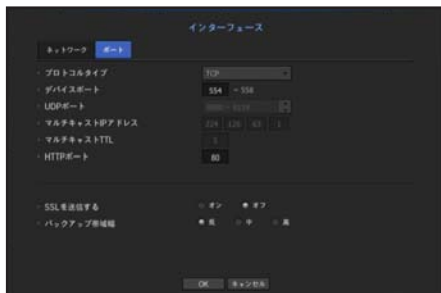 インターフェース
ネットワーク ポート
プロトコルタイプ TCP
デバイスポート 554 ~ 558
UDPポート
マルチキャストIPアドレス 224 126 63 1
マルチキャストTTL 1
HTTPポート 80
SSLを送信する オン オフ
バックアップ帯域幅 低 中 高
OK キャンセル